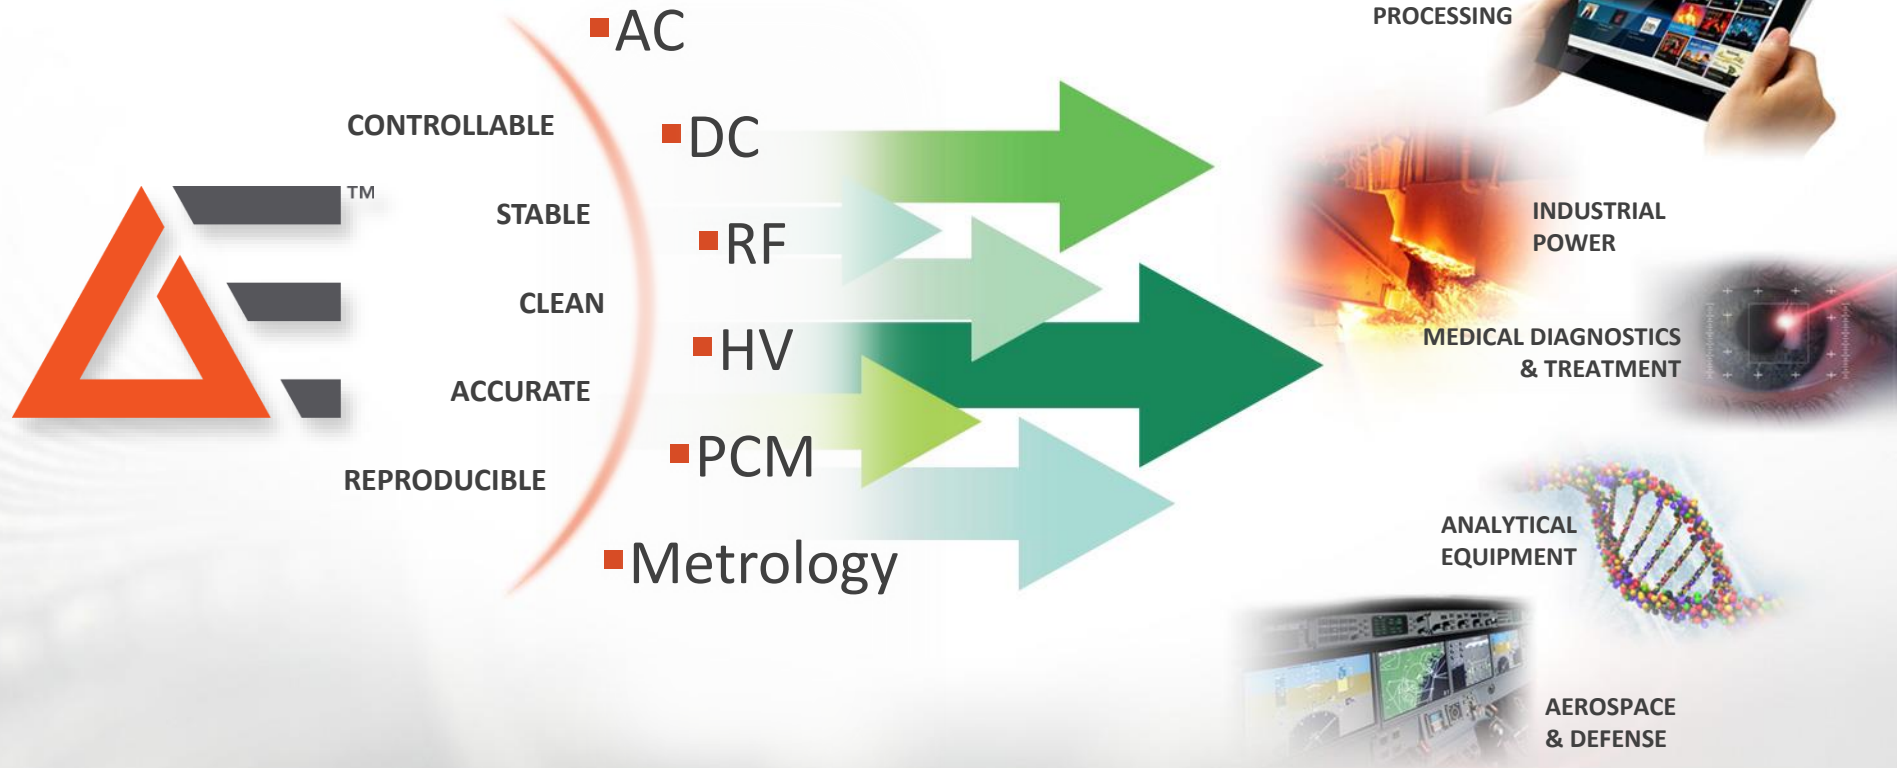 AC
PROCESSING
CONTROLLABLE
DC
TM
STABLE
RF
INDUSTRIAL
POWER
CLEAN
HV
MEDICAL DIAGNOSTICS
& TREATMENT
ACCURATE
PCM
REPRODUCIBLE
Metrology
ANALYTICAL
EQUIPMENT
AEROSPACE
& DEFENSE